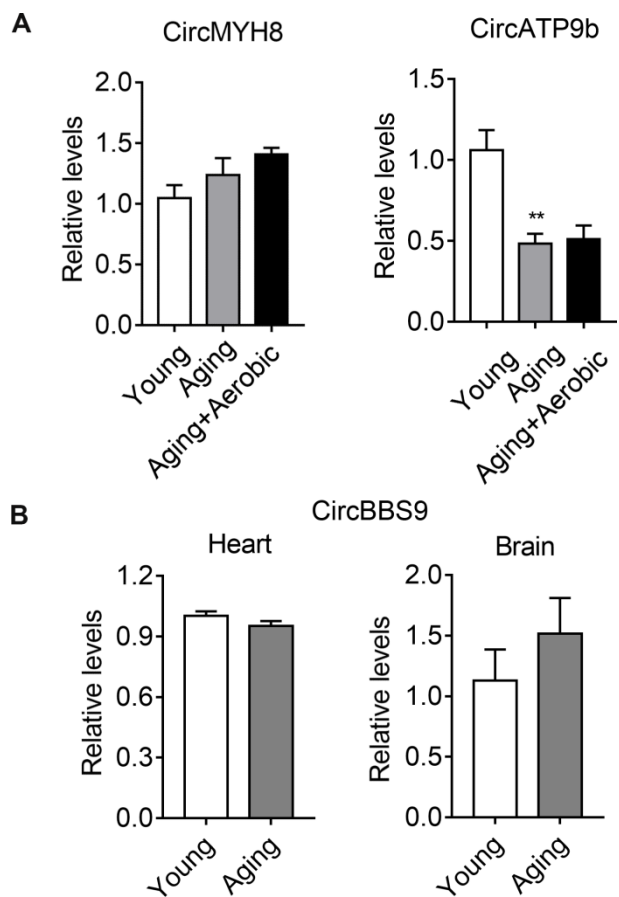 A
CircMYH8
CircATP9b
Relative levels
2.0
1.5
1.0
0.5
0.0
Young
Aging
Aging+Aerobic
Relative levels
1.5
1.0
0.5
0.0
**
Young
Aging
Aging+Aerobic
B
CircBBS9
Heart
Brain
Relative levels
1.2
0.9
0.6
0.3
0.0
Young
Aging
Relative levels
2.0
1.5
1.0
0.5
0.0
Young
Aging